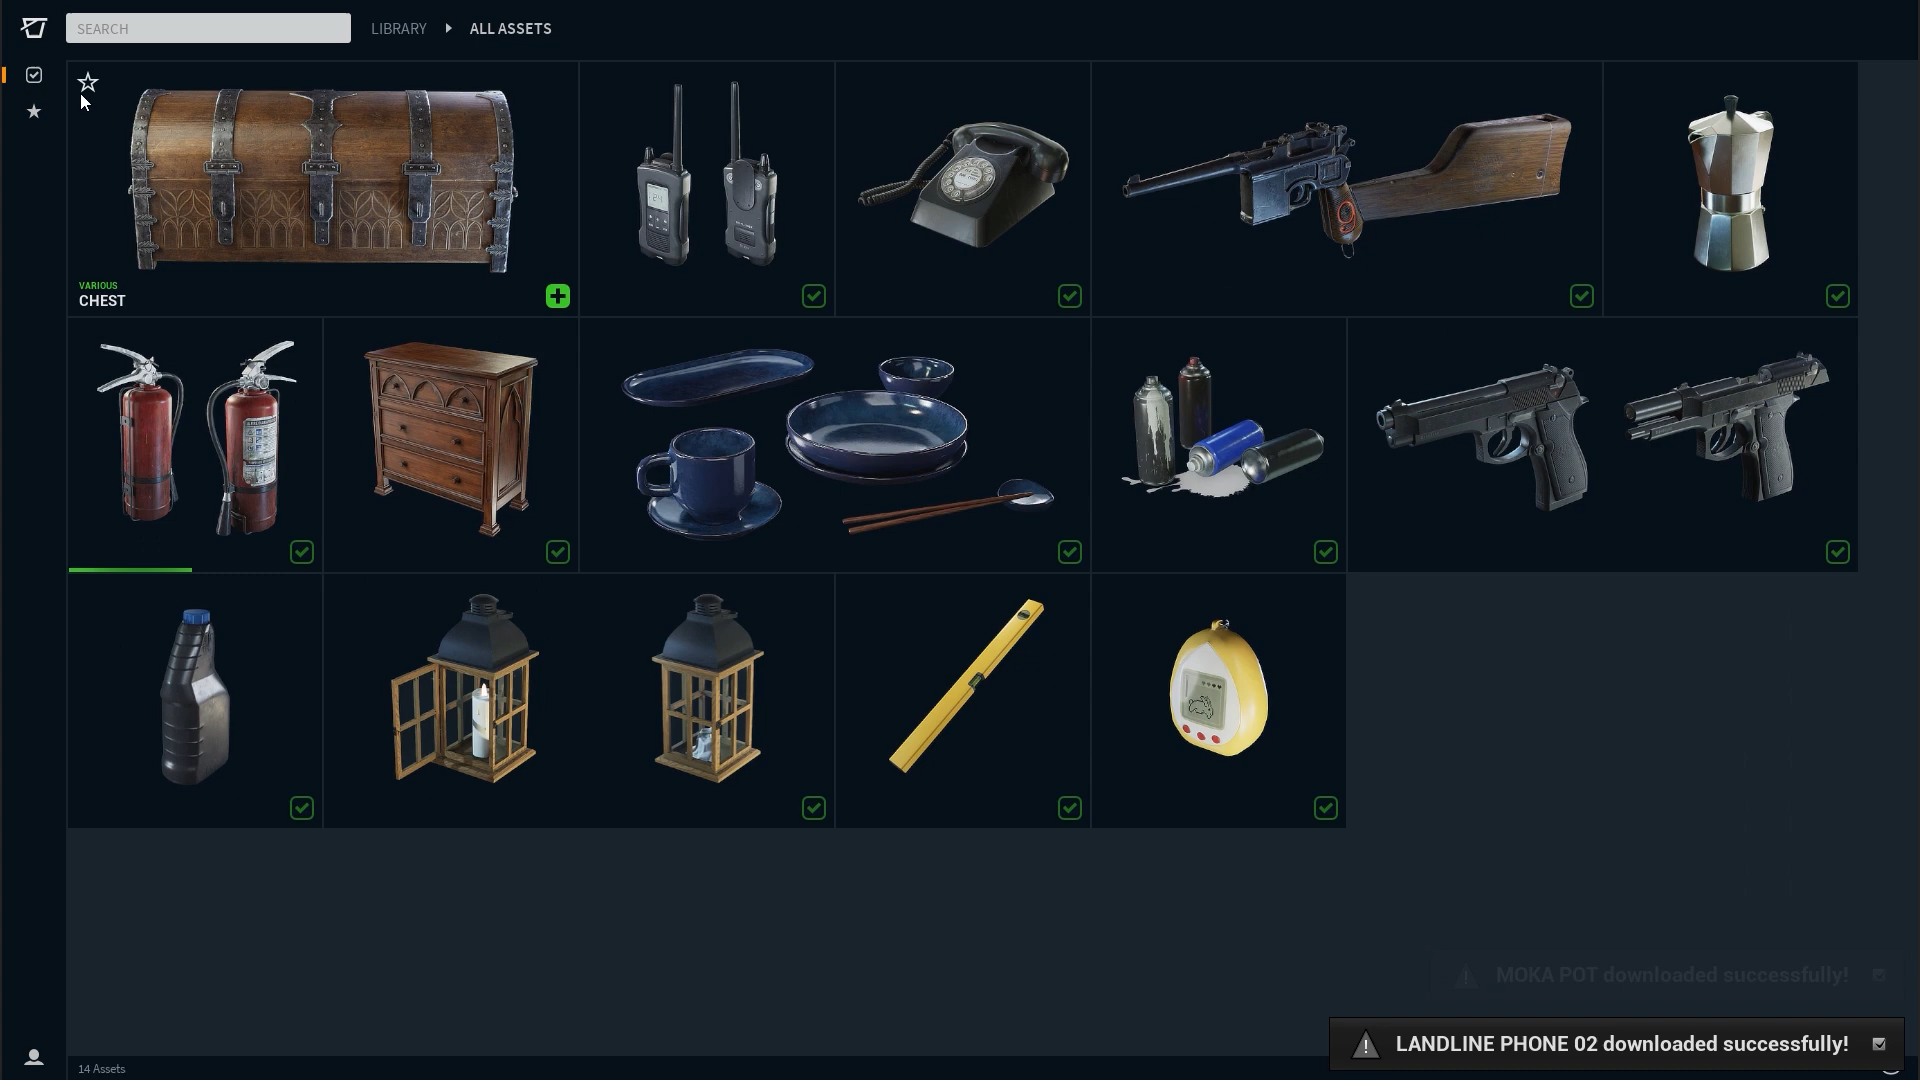 SEARCH
LIBRARY
ALL ASSETS
VARIOUS
CHEST
MOKA POT downloaded successfully!
LANDLINE PHONE 02 downloaded successfully!
14 Assets